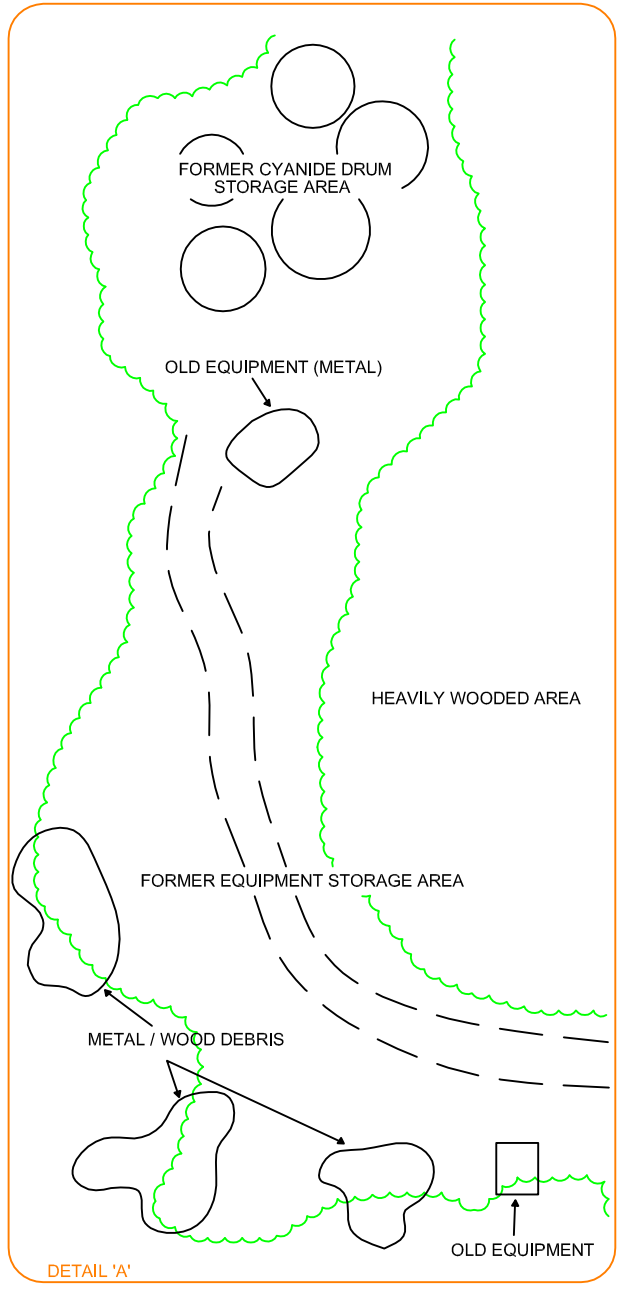 FORMER CYANIDE DRUM
STORAGE AREA
OLD EQUIPMENT (METAL)
HEAVILY WOODED AREA
FORMER EQUIPMENT STORAGE AREA
METAL / WOOD DEBRIS
OLD EQUIPMENT
DETAIL 'A'